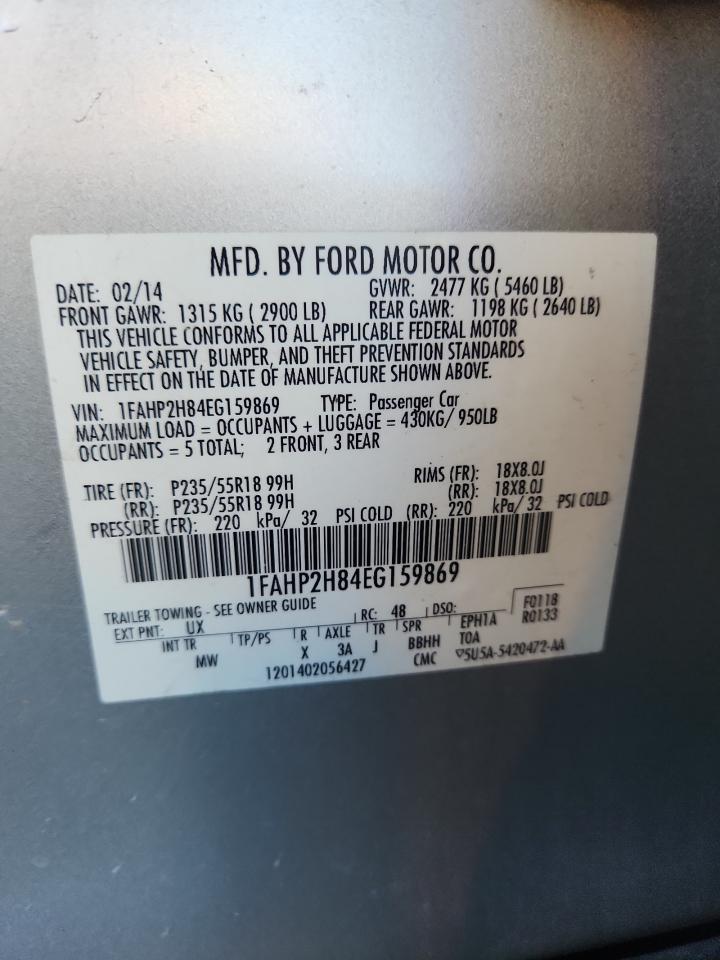 MFD. BY FORD MOTOR CO.
DATE: 02/14 GVWR: 2477 KG ( 5460 LB)
FRONT GAWR: 1315 KG ( 2900 LB) REAR GAWR: 1198 KG ( 2640 LB)
THIS VEHICLE CONFORMS TO ALL APPLICABLE FEDERAL MOTOR
VEHICLE SAFETY, BUMPER, AND THEFT PREVENTION STANDARDS
IN EFFECT ON THE DATE OF MANUFACTURE SHOWN ABOVE.
VIN: 1FAHP2H84EG159869 TYPE: Passenger Car
MAXIMUM LOAD = OCCUPANTS + LUGGAGE = 430KG/ 950LB
OCCUPANTS = 5 TOTAL; 2 FRONT, 3 REAR
TIRE (FR): P235/55R18 99H RIMS (FR): 18X8.0J
(RR): P235/55R18 99H (RR): 18X8.0J
PRESSURE (FR): 220 kPa/ 32 PSI COLD (RR): 220 kPa/ 32 PSI COLD
1FAHP2H84EG159869
TRAILER TOWING - SEE OWNER GUIDE F0118
EXT PNT: UX RC: 48 DSO: R0133
INT TR TP/PS R AXLE TR SPR EPH1A
MW X 3A J BBHH T0A
1201402056427 CMC ▽5U5A-5420472-AA